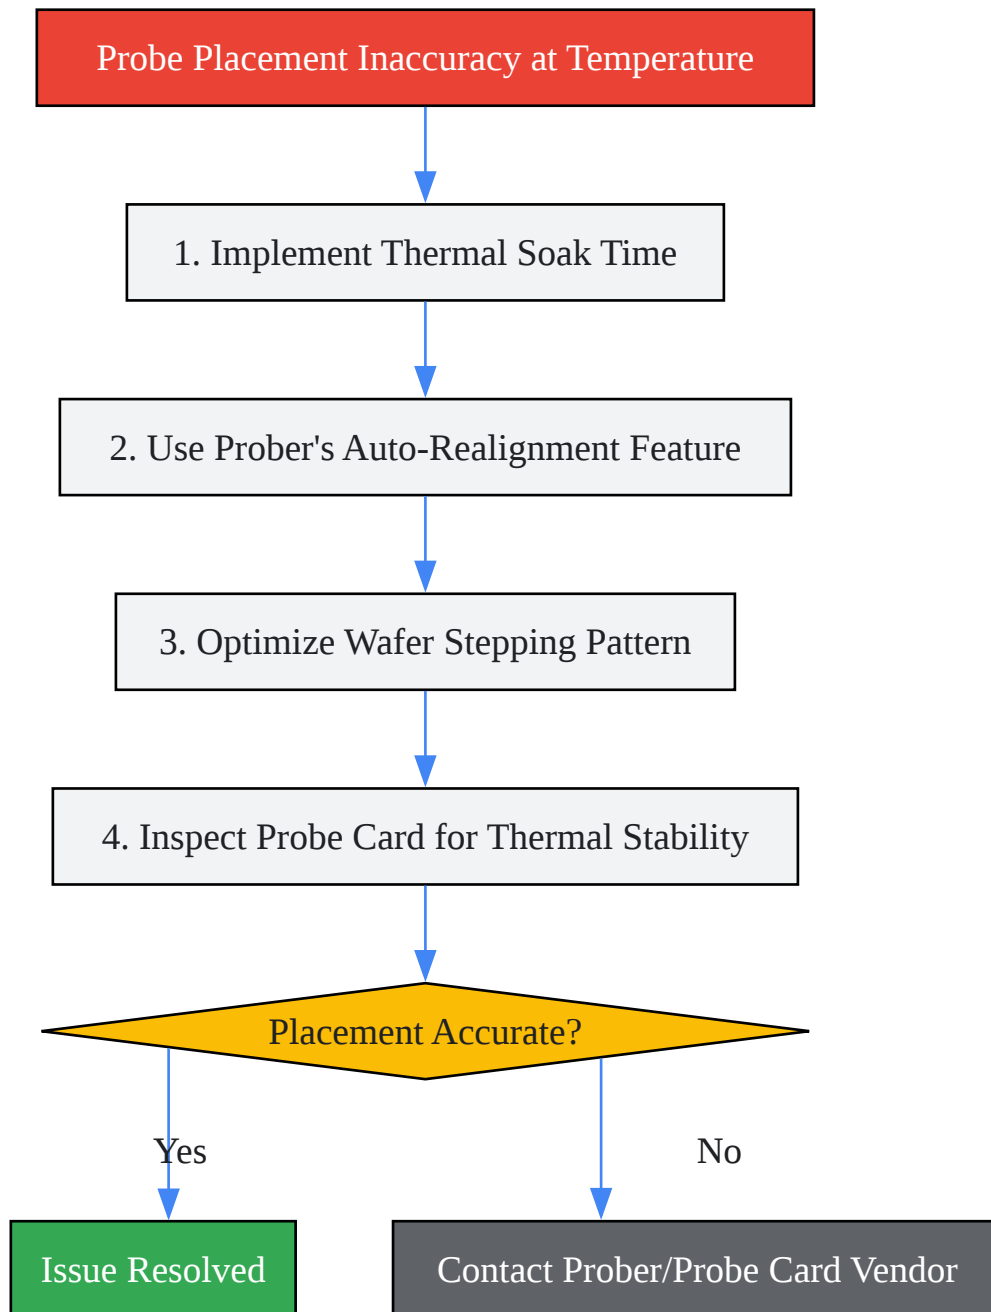 Probe Placement Inaccuracy at Temperature
1. Implement Thermal Soak Time
2. Use Prober's Auto-Realignment Feature
3. Optimize Wafer Stepping Pattern
4. Inspect Probe Card for Thermal Stability
Placement Accurate?
Yes
No
Issue Resolved
Contact Prober/Probe Card Vendor